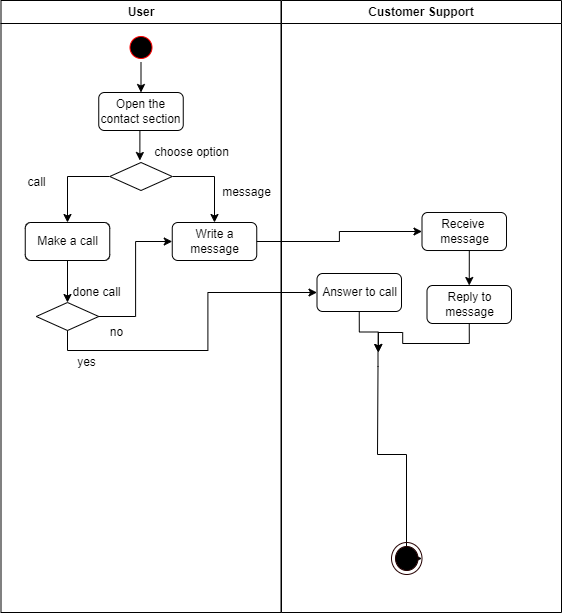 User
Customer Support
Open the
contact section
choose option
call
message
Make a call
Write a
message
Receive
message
done call
Answer to call
Reply to
message
no
yes